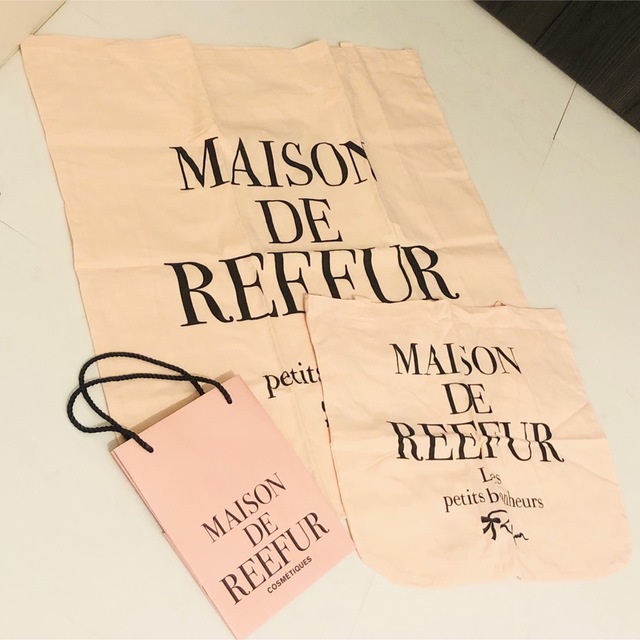 MAISON
DE
REEFUR
petits
MAISON
DE
REEFUR
Les
petits bonheurs
MAISON
DE
REEFUR
COSMETIQUES